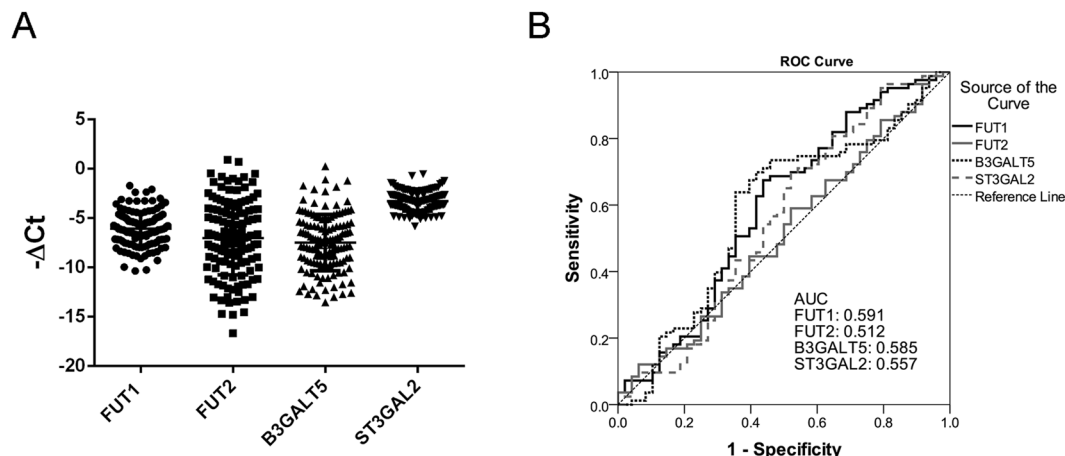 A
5
0
-5
-10
-15
-20
-ΔCt
FUT1
FUT2
B3GALT5
ST3GAL2
B
ROC Curve
1.0
0.8
0.6
0.4
0.2
0.0
Sensitivity
0.0 0.2 0.4 0.6 0.8 1.0
1 - Specificity
AUC
FUT1: 0.591
FUT2: 0.512
B3GALT5: 0.585
ST3GAL2: 0.557
Source of the
Curve
FUT1
FUT2
B3GALT5
ST3GAL2
Reference Line